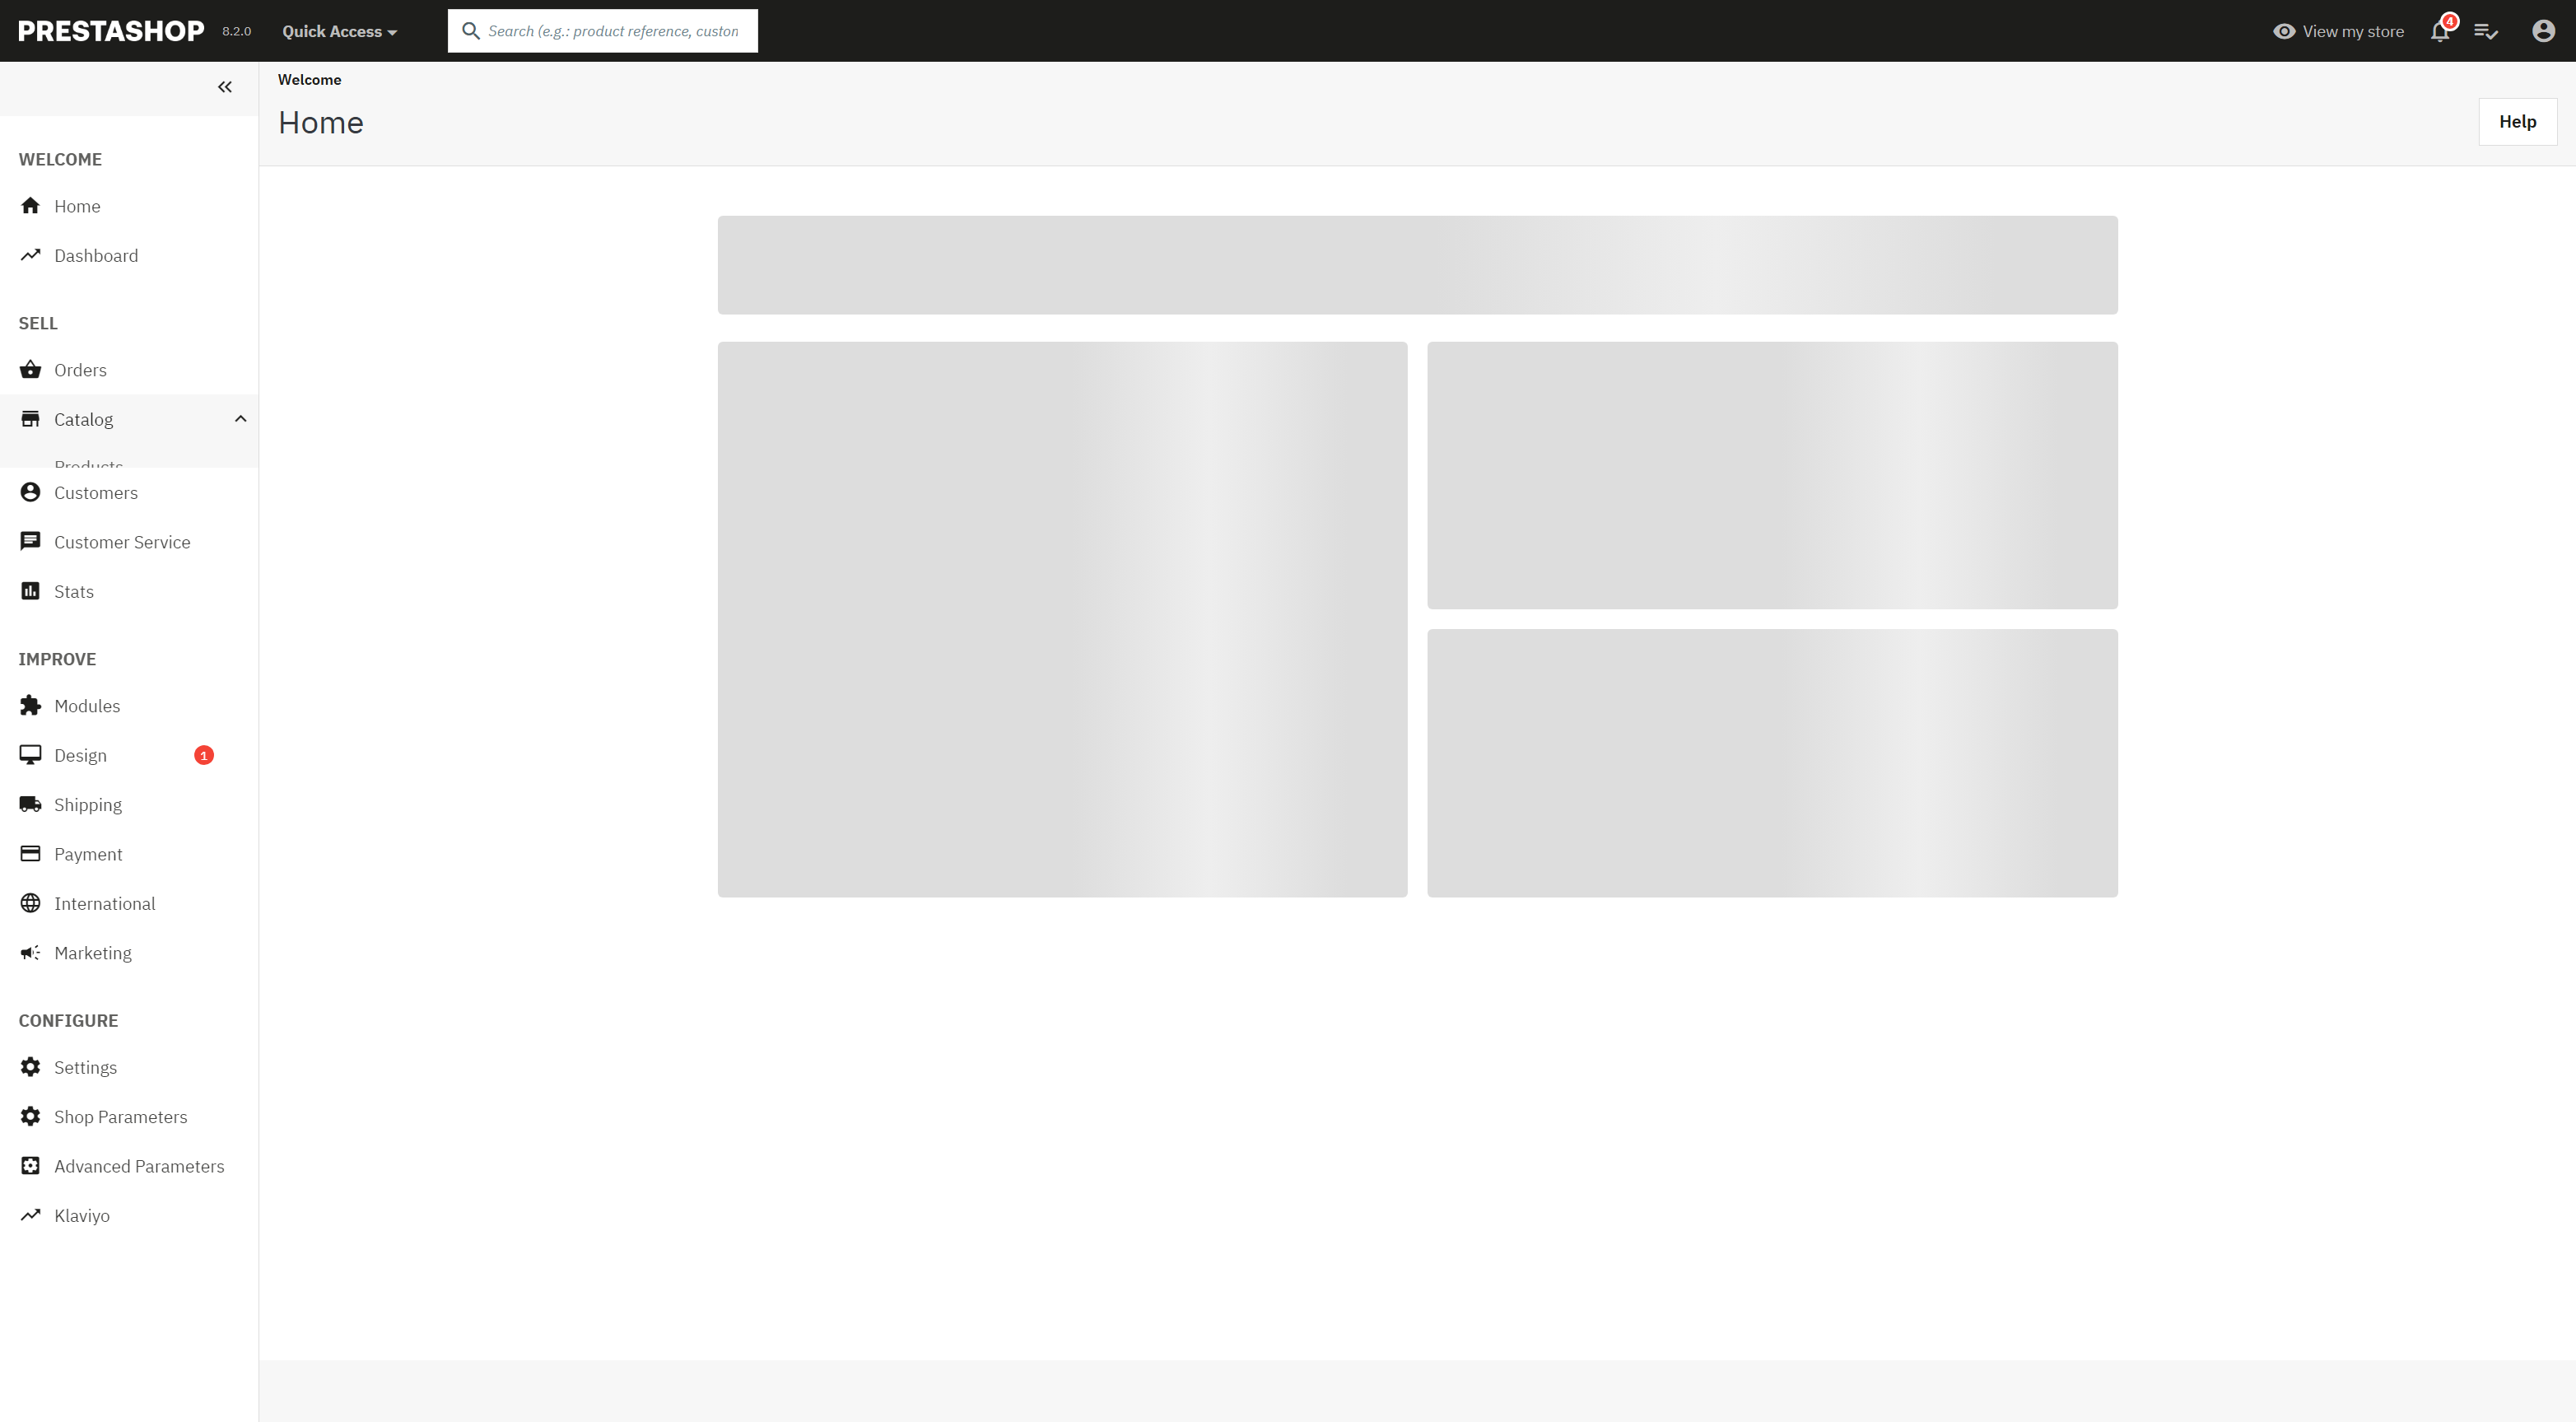 PRESTASHOP 8.2.0 Quick Access Search (e.g.: product reference, custon View my store 4
Welcome
Home
Help
WELCOME
Home
Dashboard
SELL
Orders
Catalog
Products
Customers
Customer Service
Stats
IMPROVE
Modules
Design 1
Shipping
Payment
International
Marketing
CONFIGURE
Settings
Shop Parameters
Advanced Parameters
Klaviyo